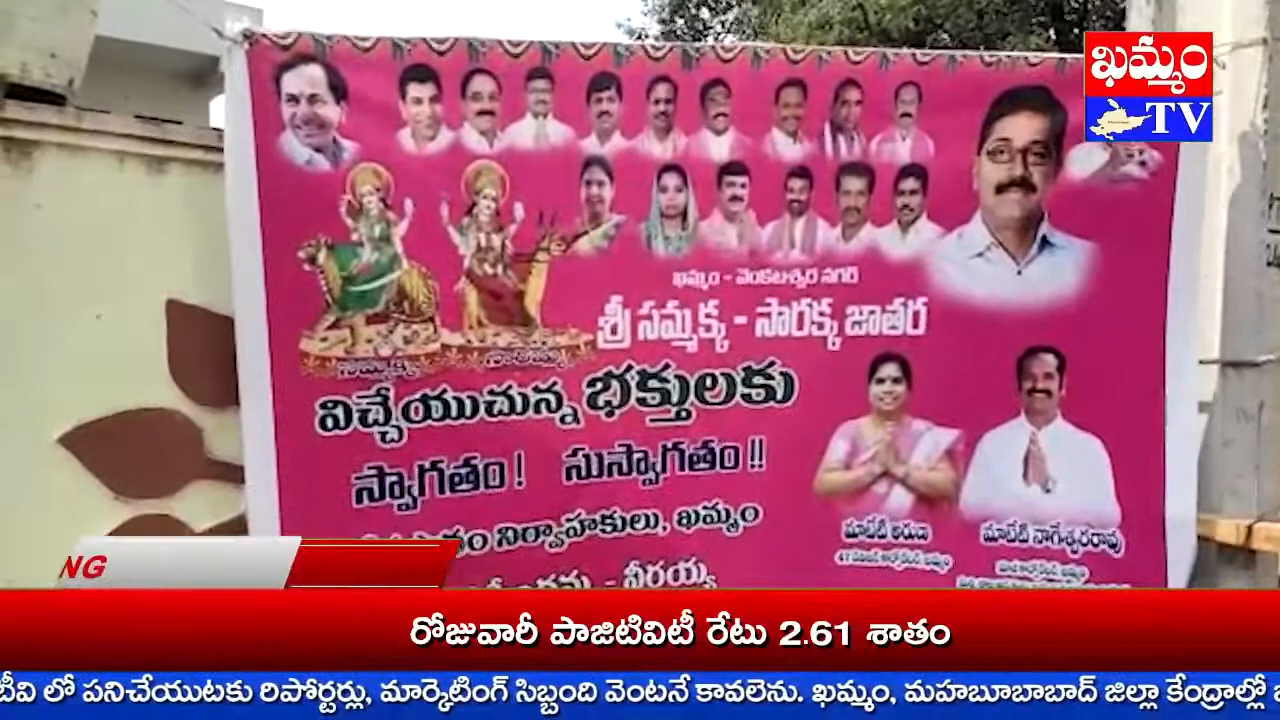 ఖమ్మం
TV
ఖమ్మం - వెంకటేశ్వర నగర్
శ్రీ సమ్మక్క - సారక్క జాతర
విచ్చేయుచున్న భక్తులకు
స్వాగతం! సుస్వాగతం!!
నిర్వాహకులు, ఖమ్మం
- వీరయ్య
మాటేటి నాగేశ్వరరావు
NG
రోజువారీ పాజిటివిటీ రేటు 2.61 శాతం
టీవి లో పనిచేయుటకు రిపోర్టర్లు, మార్కెటింగ్ సిబ్బంది వెంటనే కావలెను. ఖమ్మం, మహబూబాబాద్ జిల్లా కేంద్రాల్లో